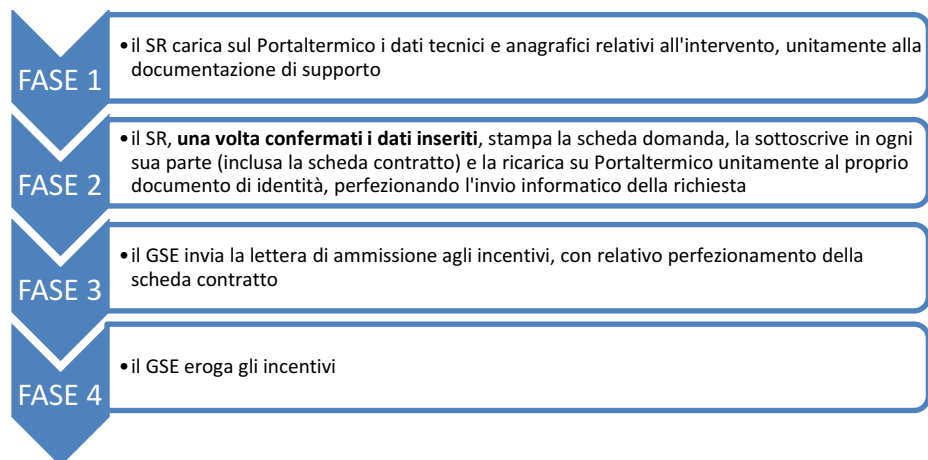 FASE 1
•il SR carica sul Portaltermico i dati tecnici e anagrafici relativi all'intervento, unitamente alla
documentazione di supporto
FASE 2
•il SR, una volta confermati i dati inseriti, stampa la scheda domanda, la sottoscrive in ogni
sua parte (inclusa la scheda contratto) e la ricarica su Portaltermico unitamente al proprio
documento di identità, perfezionando l'invio informatico della richiesta
FASE 3
•il GSE invia la lettera di ammissione agli incentivi, con relativo perfezionamento della
scheda contratto
FASE 4
•il GSE eroga gli incentivi